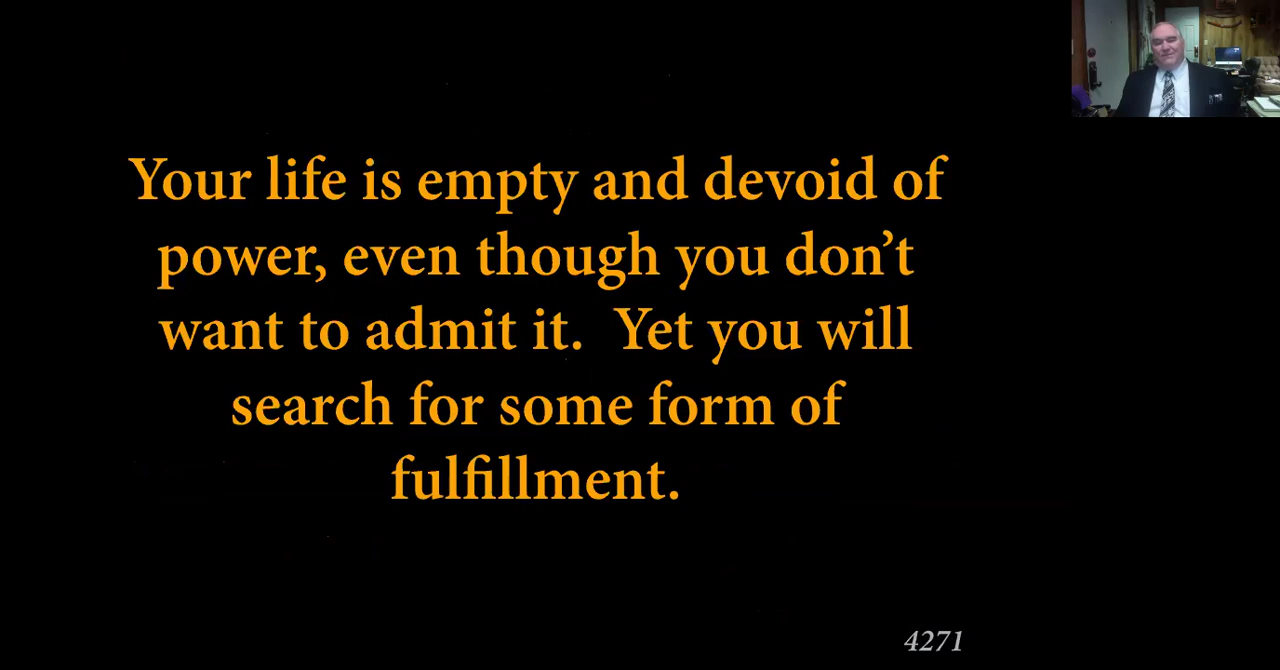 Your life is empty and devoid of
power, even though you don’t
want to admit it.  Yet you will
search for some form of
fulfillment.
4271